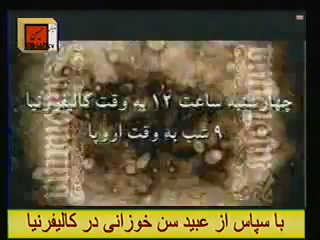 چهارشنبه ساعت ۱۲ به وقت کالیفرنیا
۹ شب به وقت اروپا
با سپاس از عبید سن خوزانی در کالیفرنیا